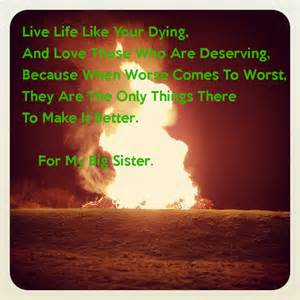 Live Life Like Your Dying,
And Love Those Who Are Deserving,
Because When Worse Comes To Worst,
They Are The Only Things There
To Make It Better.
For My Big Sister.